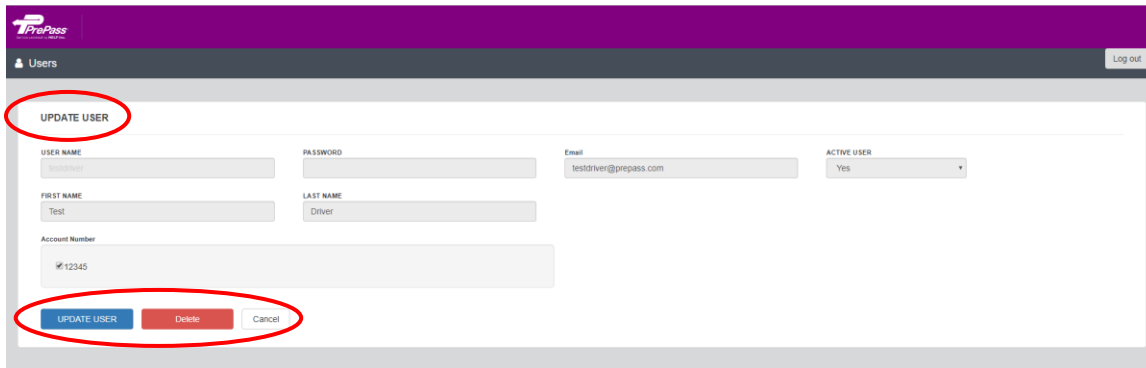 PrePass
Users
Log out
UPDATE USER
USER NAME
PASSWORD
Email
ACTIVE USER
testdriver
testdriver@prepass.com
Yes
FIRST NAME
LAST NAME
Test
Driver
Account Number
12345
UPDATE USER
Delete
Cancel